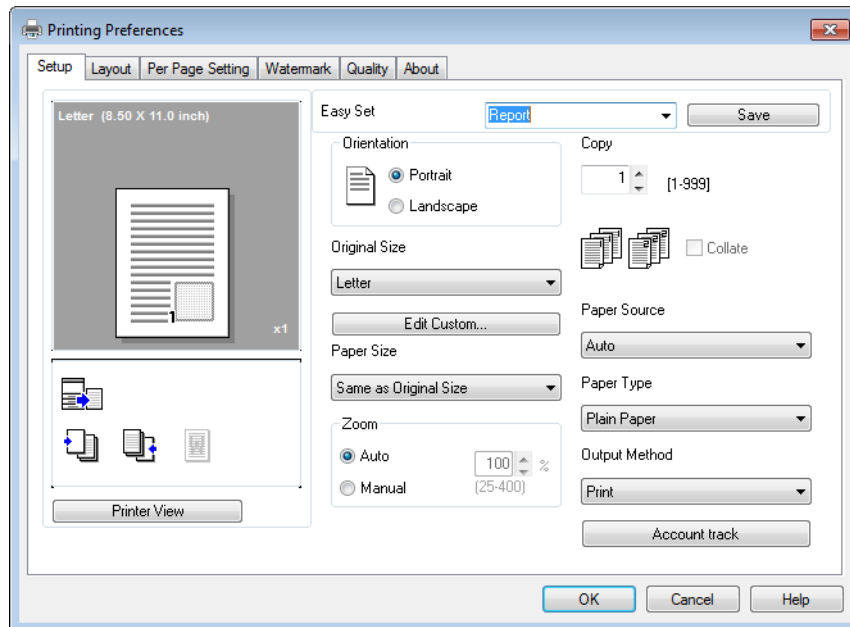 Printing Preferences
Setup Layout Per Page Setting Watermark Quality About
Letter (8.50 X 11.0 inch)
1
x1
Printer View
Easy Set Report Save
Orientation
Portrait
Landscape
Original Size
Letter
Edit Custom...
Paper Size
Same as Original Size
Zoom
Auto
Manual
100 %
(25-400)
Copy
1 [1-999]
Collate
Paper Source
Auto
Paper Type
Plain Paper
Output Method
Print
Account track
OK Cancel Help